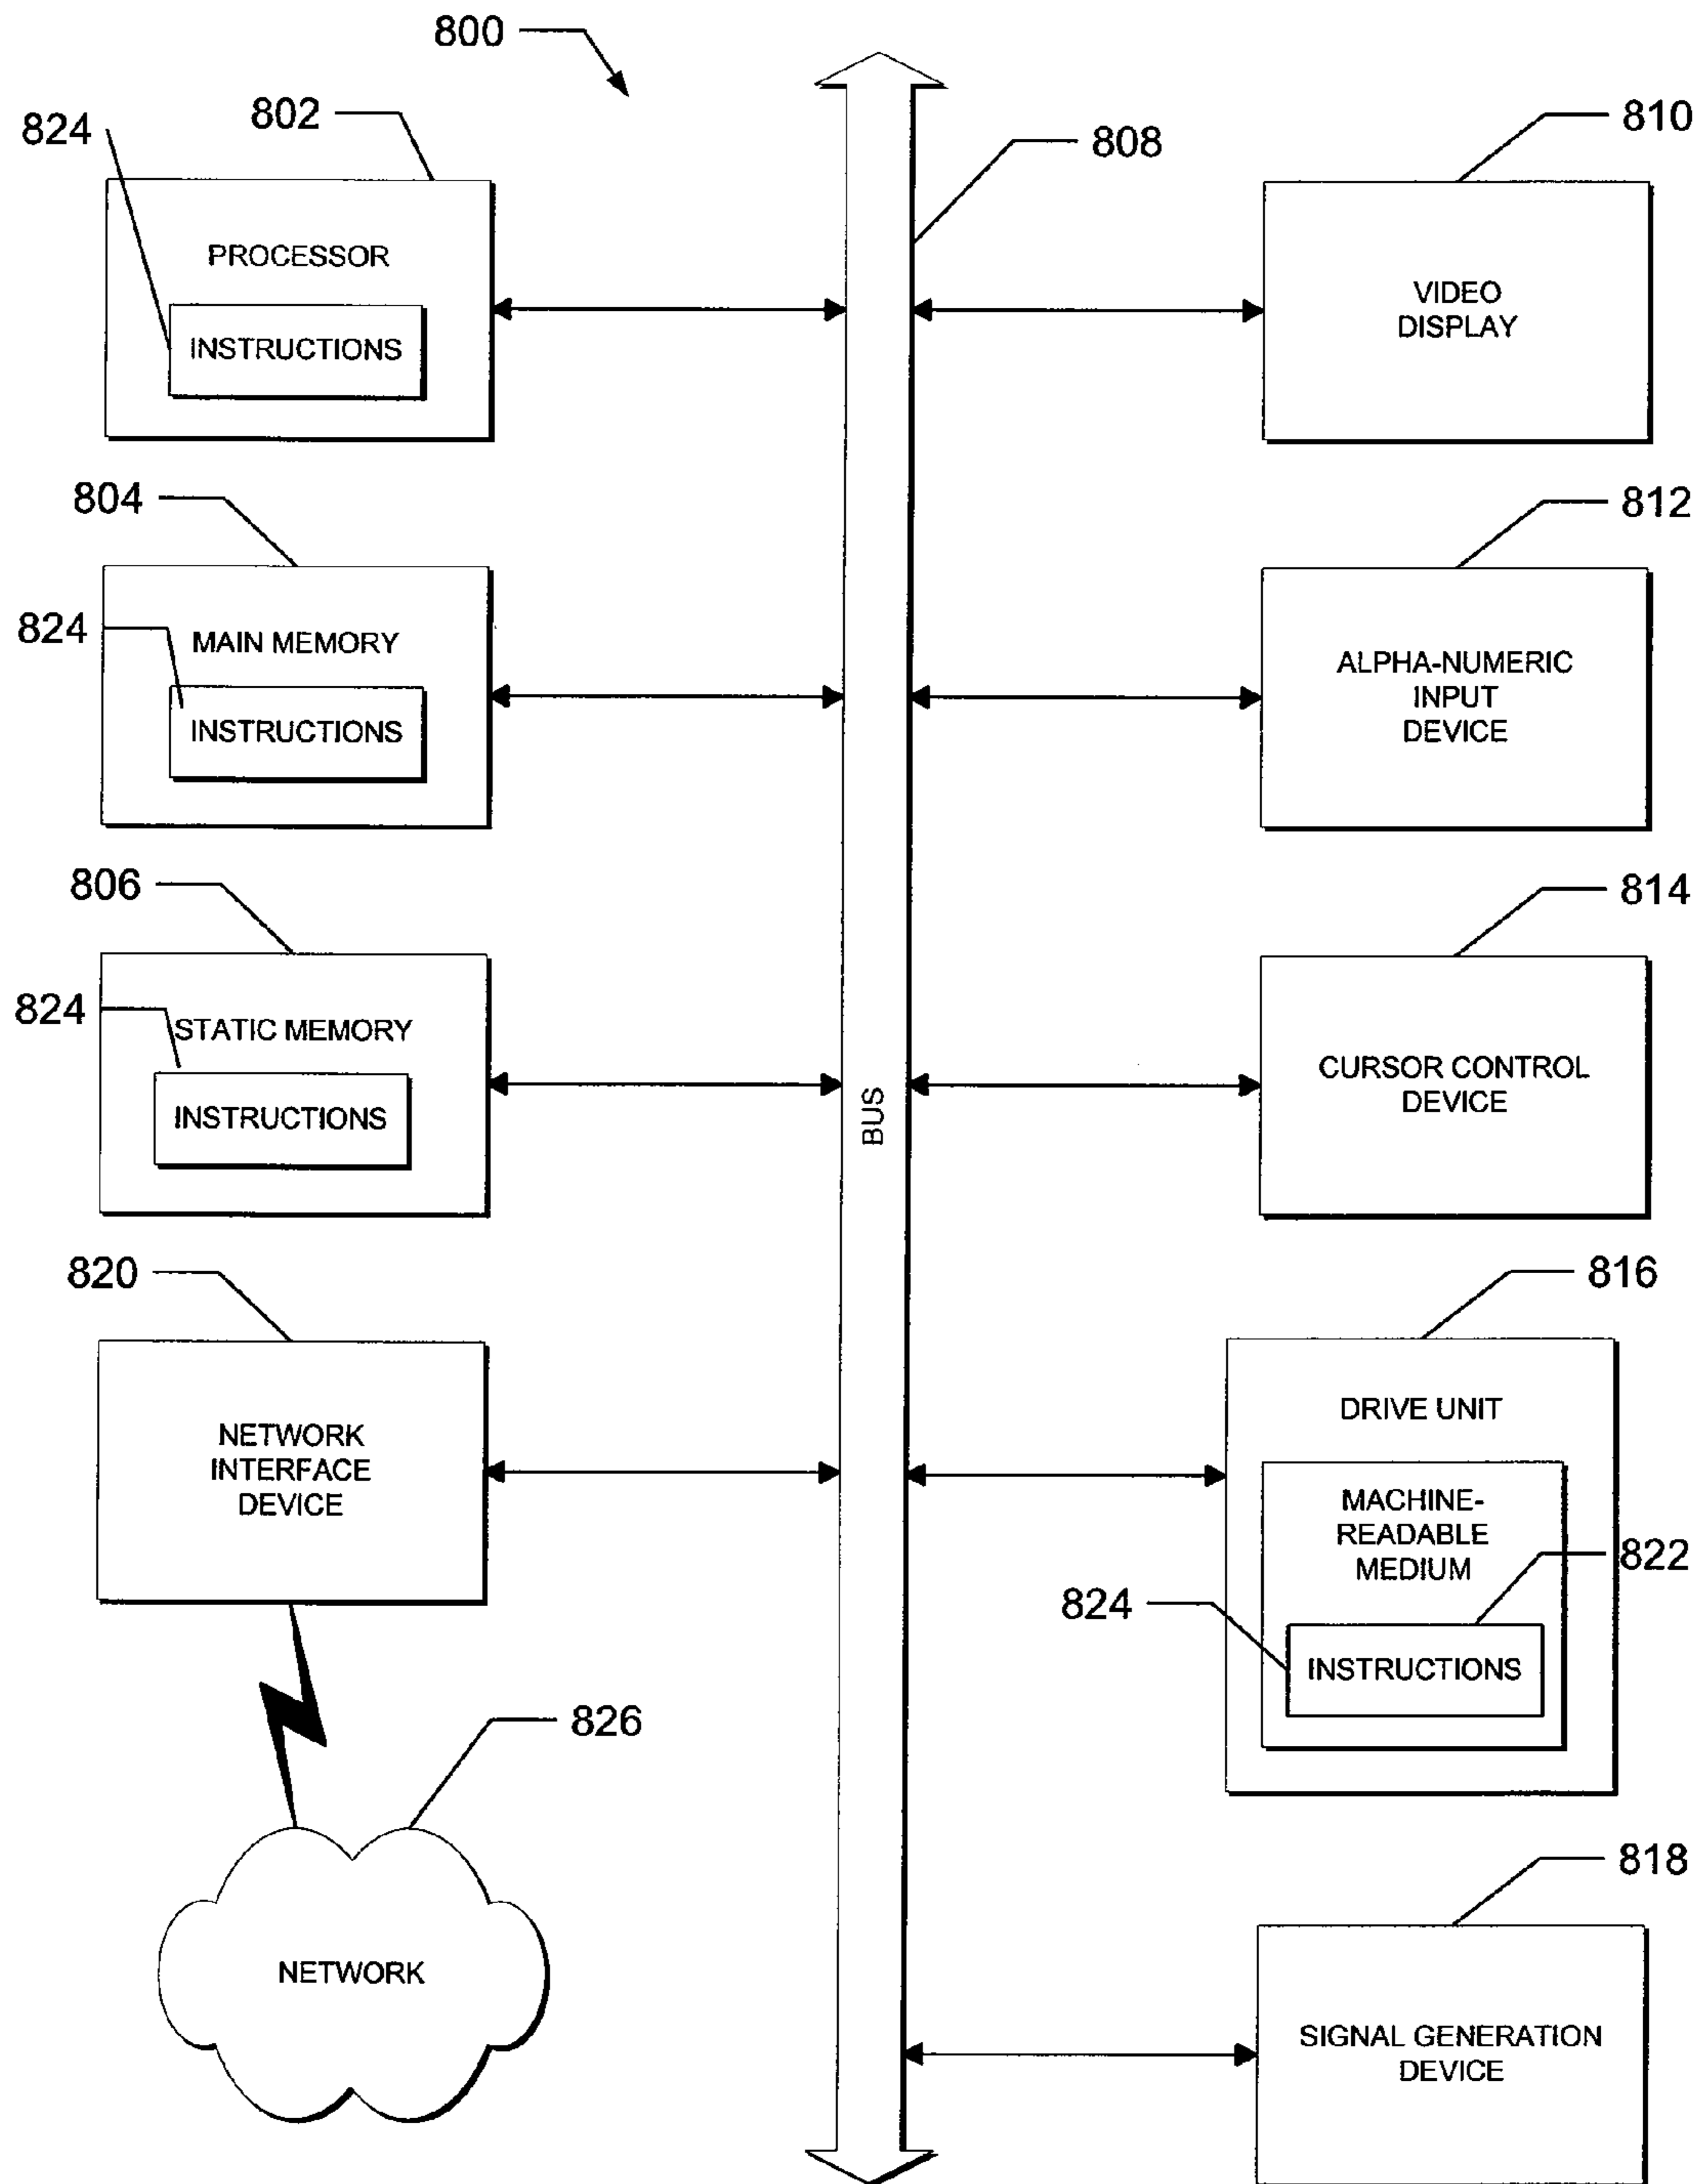 800
802
824
PROCESSOR
INSTRUCTIONS
804
824
MAIN MEMORY
INSTRUCTIONS
806
824
STATIC MEMORY
INSTRUCTIONS
820
NETWORK
INTERFACE
DEVICE
826
NETWORK
808
BUS
810
VIDEO
DISPLAY
812
ALPHA-NUMERIC
INPUT
DEVICE
814
CURSOR CONTROL
DEVICE
816
DRIVE UNIT
MACHINE-
READABLE
MEDIUM
822
824
INSTRUCTIONS
818
SIGNAL GENERATION
DEVICE